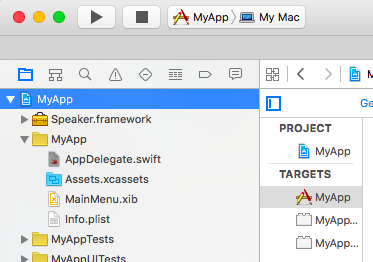 MyApp My Mac
M
MyApp
Speaker.framework
MyApp
AppDelegate.swift
Assets.xcassets
MainMenu.xib
Info.plist
MyAppTests
MyAppUITests
Ge
PROJECT
MyApp
TARGETS
MyApp
MyApp...
MyApp...